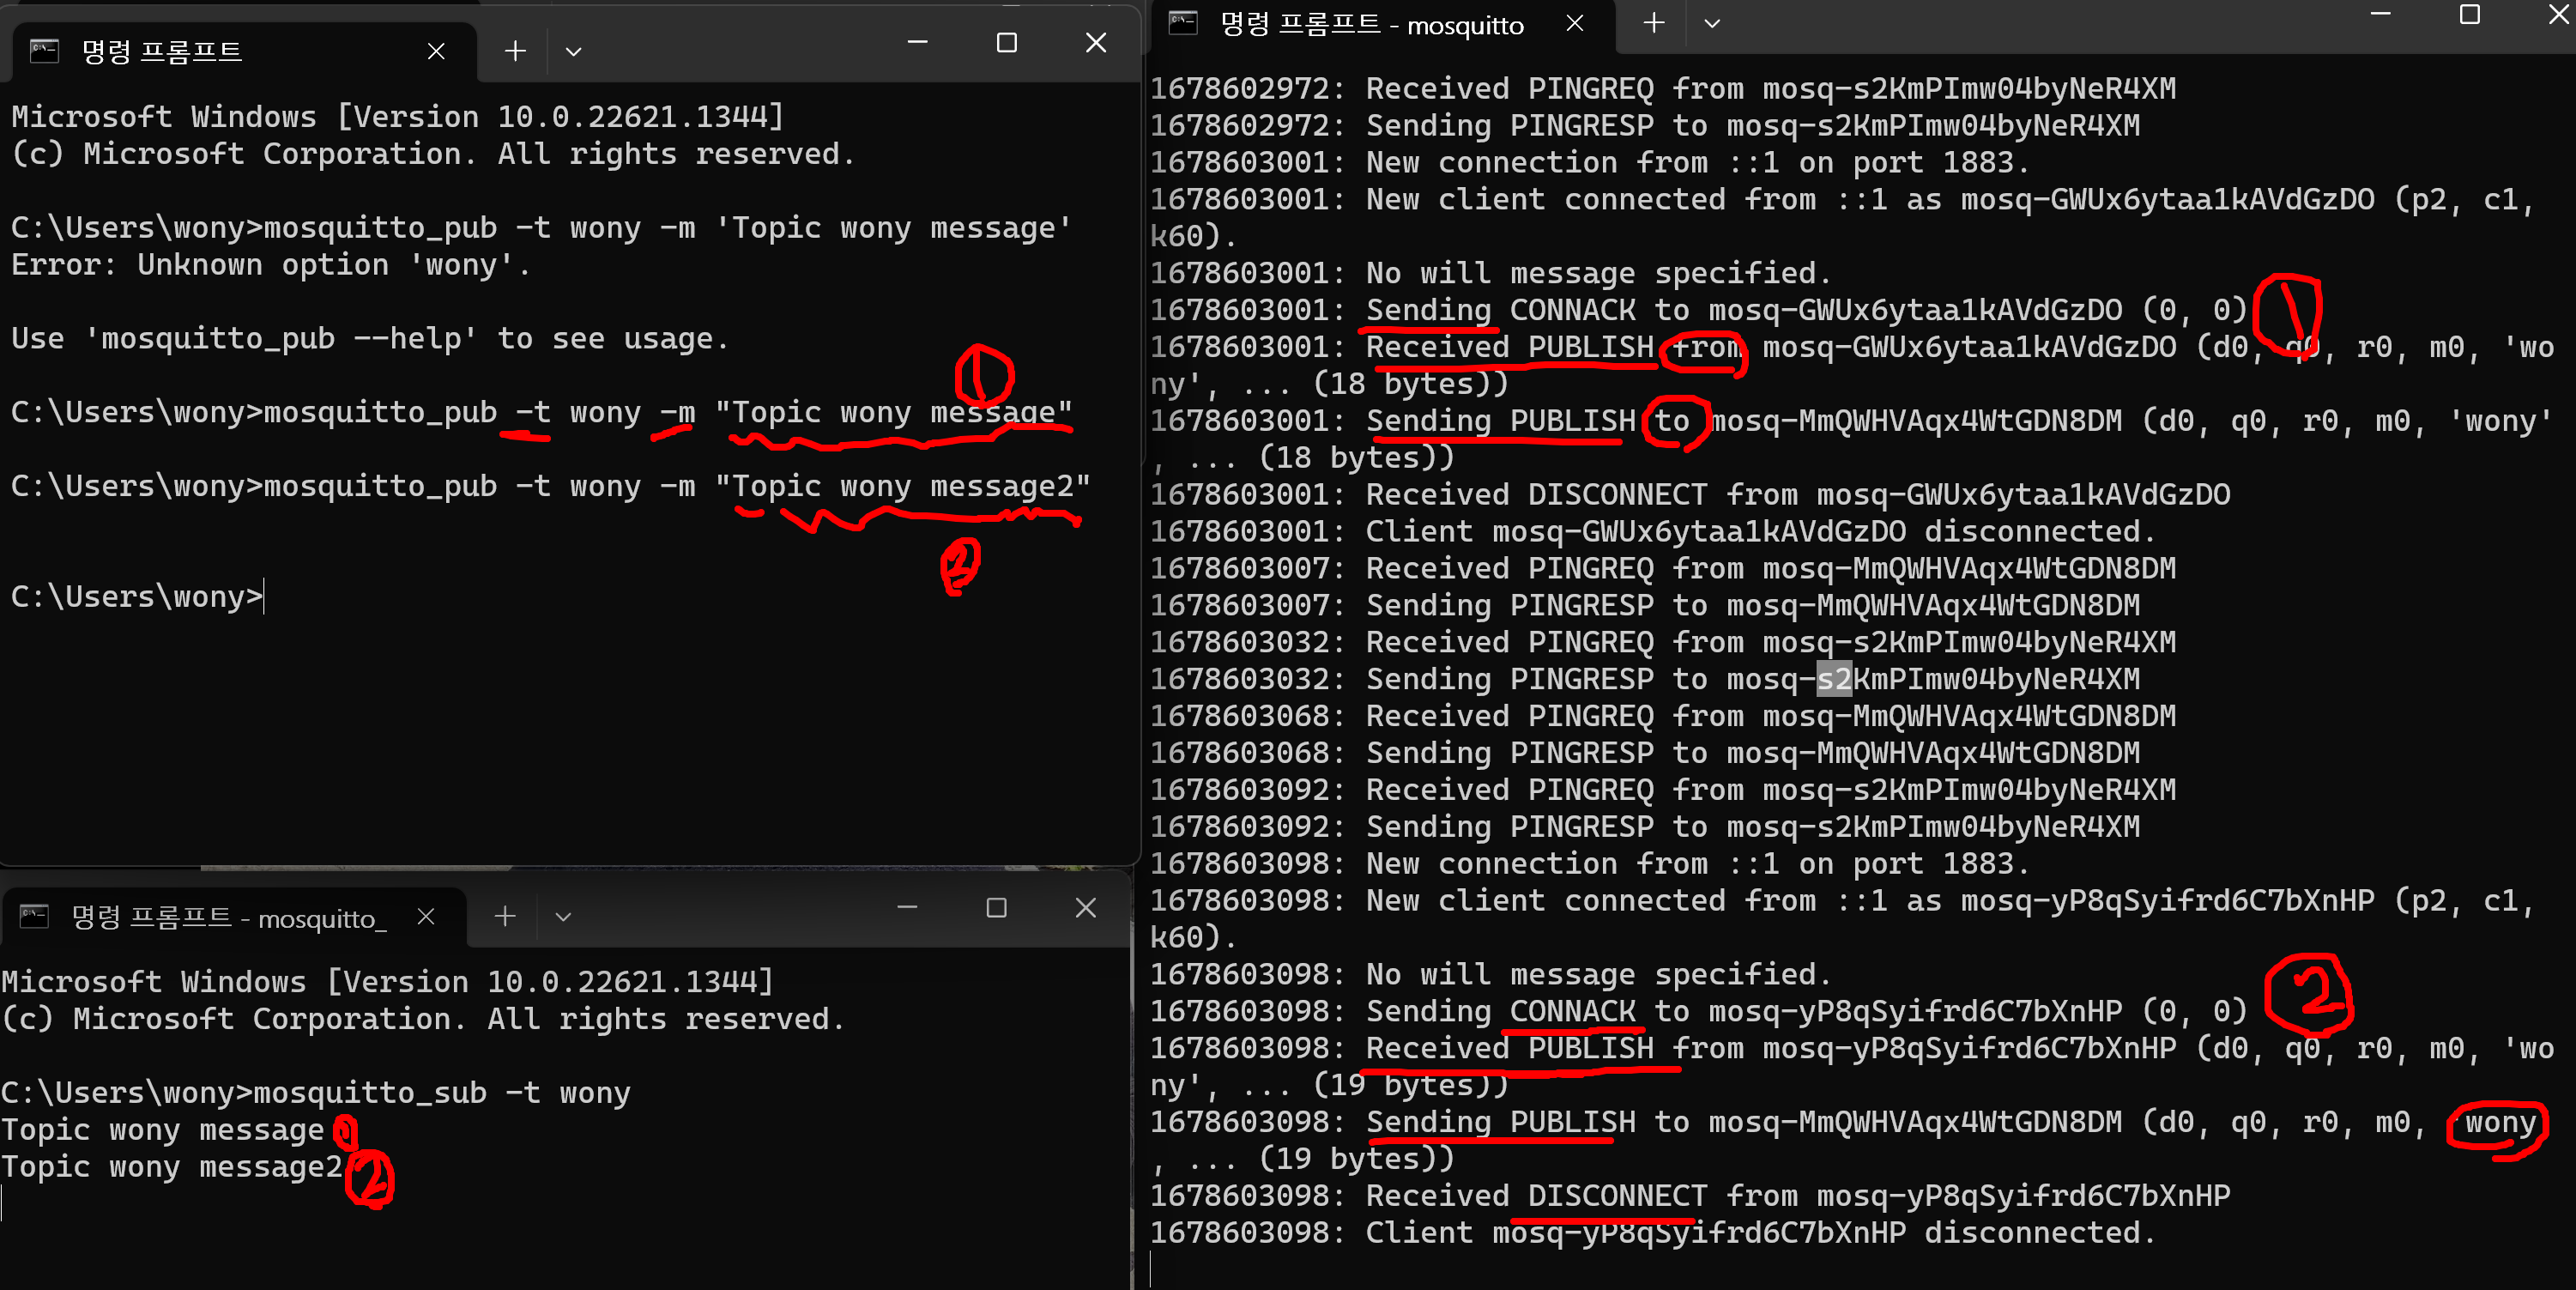 명령 프롬프트
Microsoft Windows [Version 10.0.22621.1344]
(c) Microsoft Corporation. All rights reserved.
C:\Users\wony>mosquitto_pub -t wony -m 'Topic wony message'
Error: Unknown option 'wony'.
Use 'mosquitto_pub --help' to see usage.
1
C:\Users\wony>mosquitto_pub -t wony -m "Topic wony message"
C:\Users\wony>mosquitto_pub -t wony -m "Topic wony message2"
2
C:\Users\wony>
명령 프롬프트 - mosquitto_
Microsoft Windows [Version 10.0.22621.1344]
(c) Microsoft Corporation. All rights reserved.
C:\Users\wony>mosquitto_sub -t wony
Topic wony message
Topic wony message2
2
명령 프롬프트 - mosquitto
1678602972: Received PINGREQ from mosq-s2KmPImw04byNeR4XM
1678602972: Sending PINGRESP to mosq-s2KmPImw04byNeR4XM
1678603001: New connection from ::1 on port 1883.
1678603001: New client connected from ::1 as mosq-GWUx6ytaa1kAVdGzDO (p2, c1,
k60).
1678603001: No will message specified.
1678603001: Sending CONNACK to mosq-GWUx6ytaa1kAVdGzDO (0, 0)
1
1678603001: Received PUBLISH from mosq-GWUx6ytaa1kAVdGzDO (d0, q0, r0, m0, 'wo
ny', ... (18 bytes))
1678603001: Sending PUBLISH to mosq-MmQWHVAqx4WtGDN8DM (d0, q0, r0, m0, 'wony'
, ... (18 bytes))
1678603001: Received DISCONNECT from mosq-GWUx6ytaa1kAVdGzDO
1678603001: Client mosq-GWUx6ytaa1kAVdGzDO disconnected.
1678603007: Received PINGREQ from mosq-MmQWHVAqx4WtGDN8DM
1678603007: Sending PINGRESP to mosq-MmQWHVAqx4WtGDN8DM
1678603032: Received PINGREQ from mosq-s2KmPImw04byNeR4XM
1678603032: Sending PINGRESP to mosq-s2KmPImw04byNeR4XM
1678603068: Received PINGREQ from mosq-MmQWHVAqx4WtGDN8DM
1678603068: Sending PINGRESP to mosq-MmQWHVAqx4WtGDN8DM
1678603092: Received PINGREQ from mosq-s2KmPImw04byNeR4XM
1678603092: Sending PINGRESP to mosq-s2KmPImw04byNeR4XM
1678603098: New connection from ::1 on port 1883.
1678603098: New client connected from ::1 as mosq-yP8qSyifrd6C7bXnHP (p2, c1,
k60).
1678603098: No will message specified.
1678603098: Sending CONNACK to mosq-yP8qSyifrd6C7bXnHP (0, 0)
2
1678603098: Received PUBLISH from mosq-yP8qSyifrd6C7bXnHP (d0, q0, r0, m0, 'wo
ny', ... (19 bytes))
1678603098: Sending PUBLISH to mosq-MmQWHVAqx4WtGDN8DM (d0, q0, r0, m0, 'wony
, ... (19 bytes))
1678603098: Received DISCONNECT from mosq-yP8qSyifrd6C7bXnHP
1678603098: Client mosq-yP8qSyifrd6C7bXnHP disconnected.